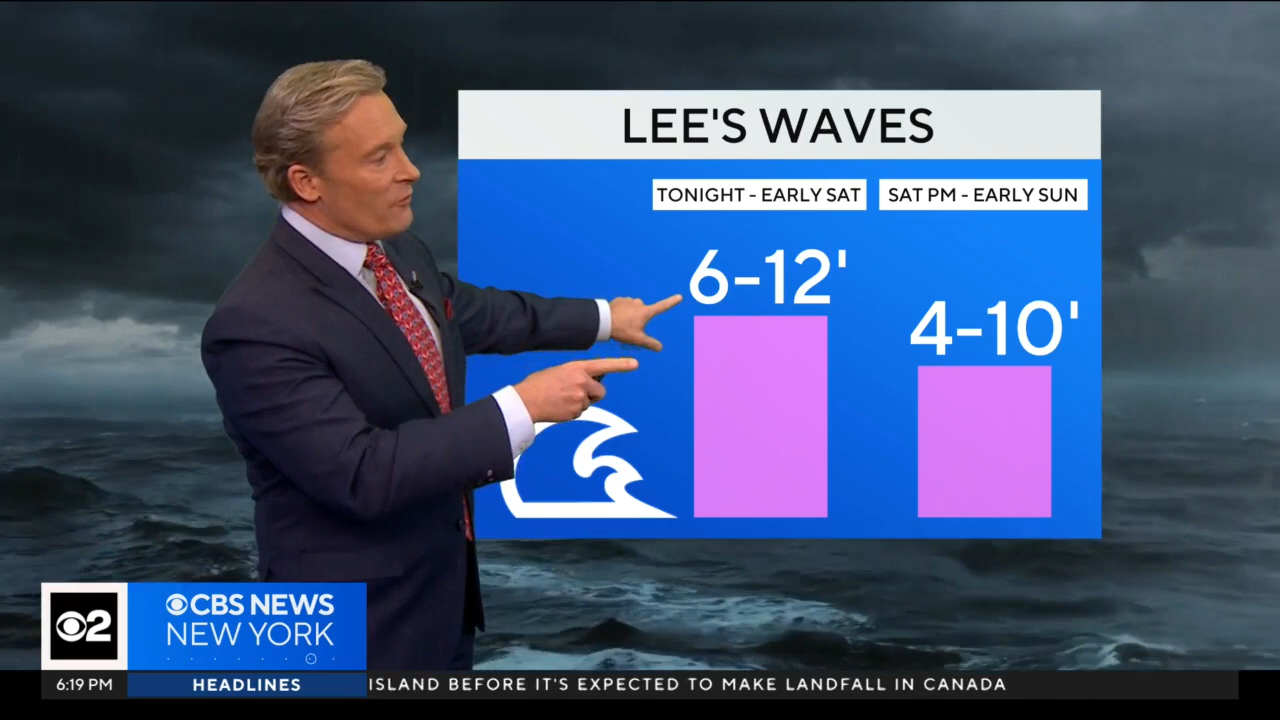 LEE'S WAVES
TONIGHT - EARLY SAT
SAT PM - EARLY SUN
6-12'
4-10'
2
CBS NEWS
NEW YORK
6:19 PM
HEADLINES
ISLAND BEFORE IT'S EXPECTED TO MAKE LANDFALL IN CANADA